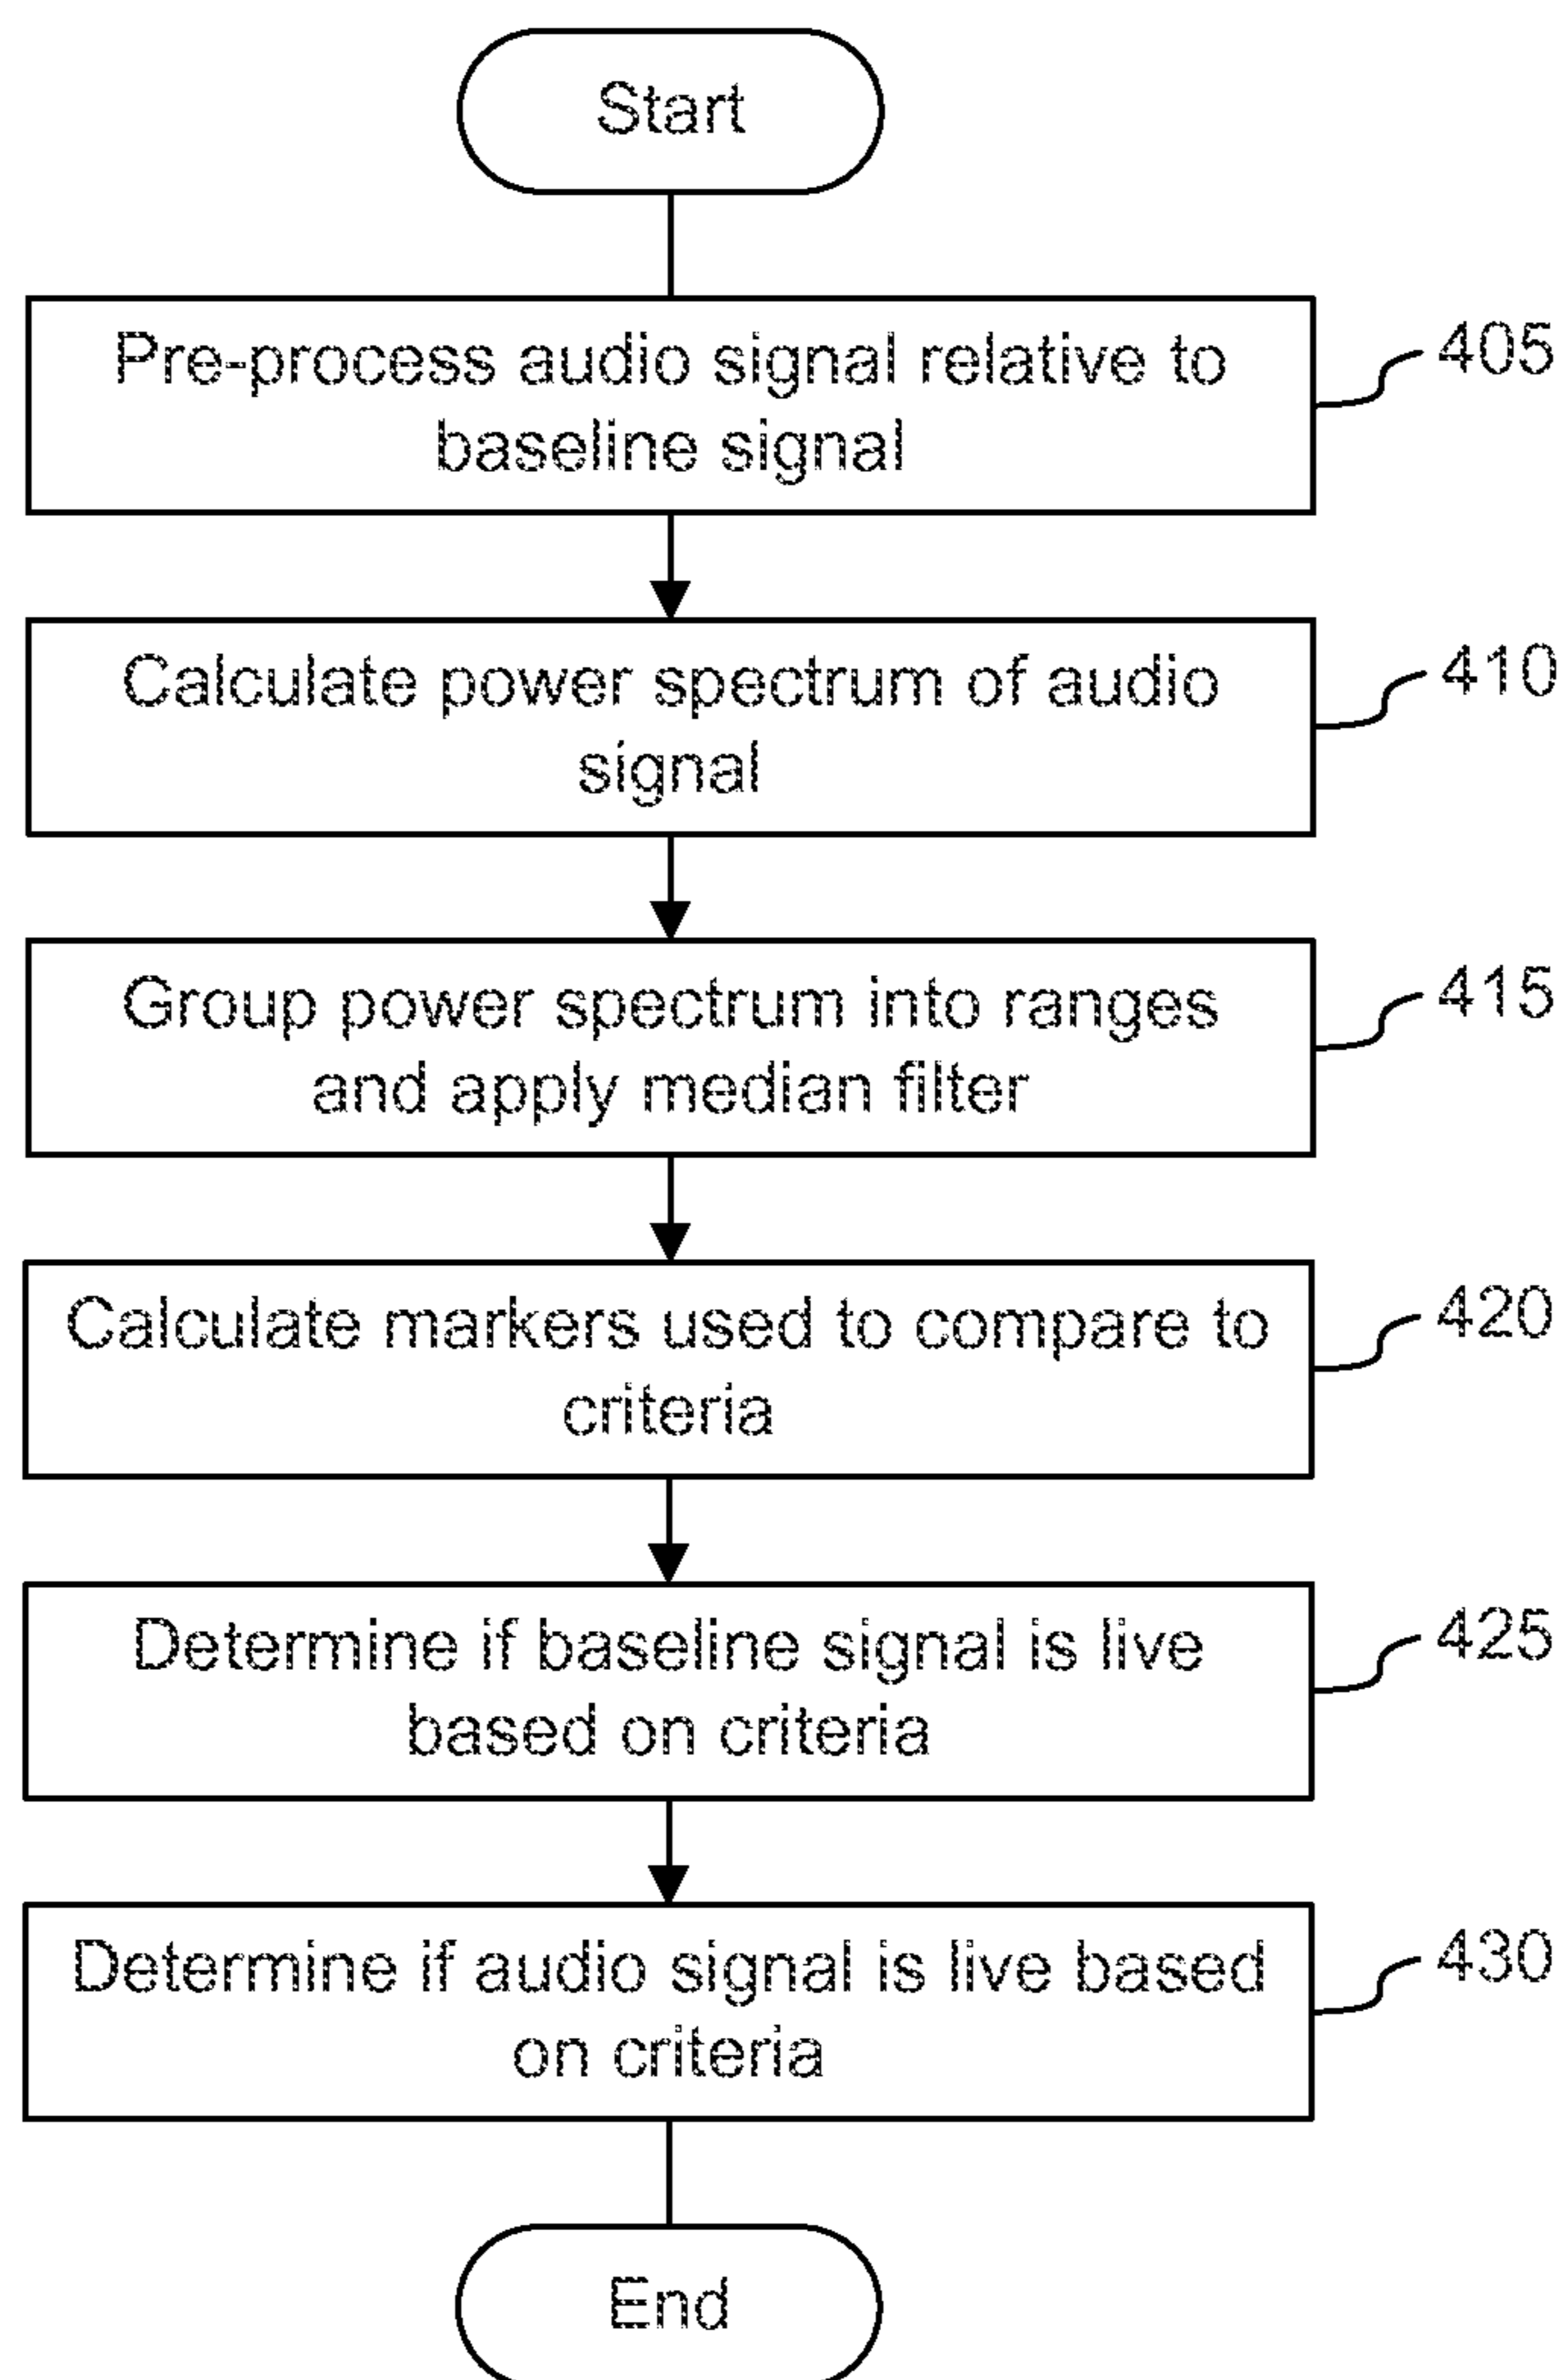 Start
Pre-process audio signal relative to
baseline signal
405
Calculate power spectrum of audio
signal
410
Group power spectrum into ranges
and apply median filter
415
Calculate markers used to compare to
criteria
420
Determine if baseline signal is live
based on criteria
425
Determine if audio signal is live based
on criteria
430
End